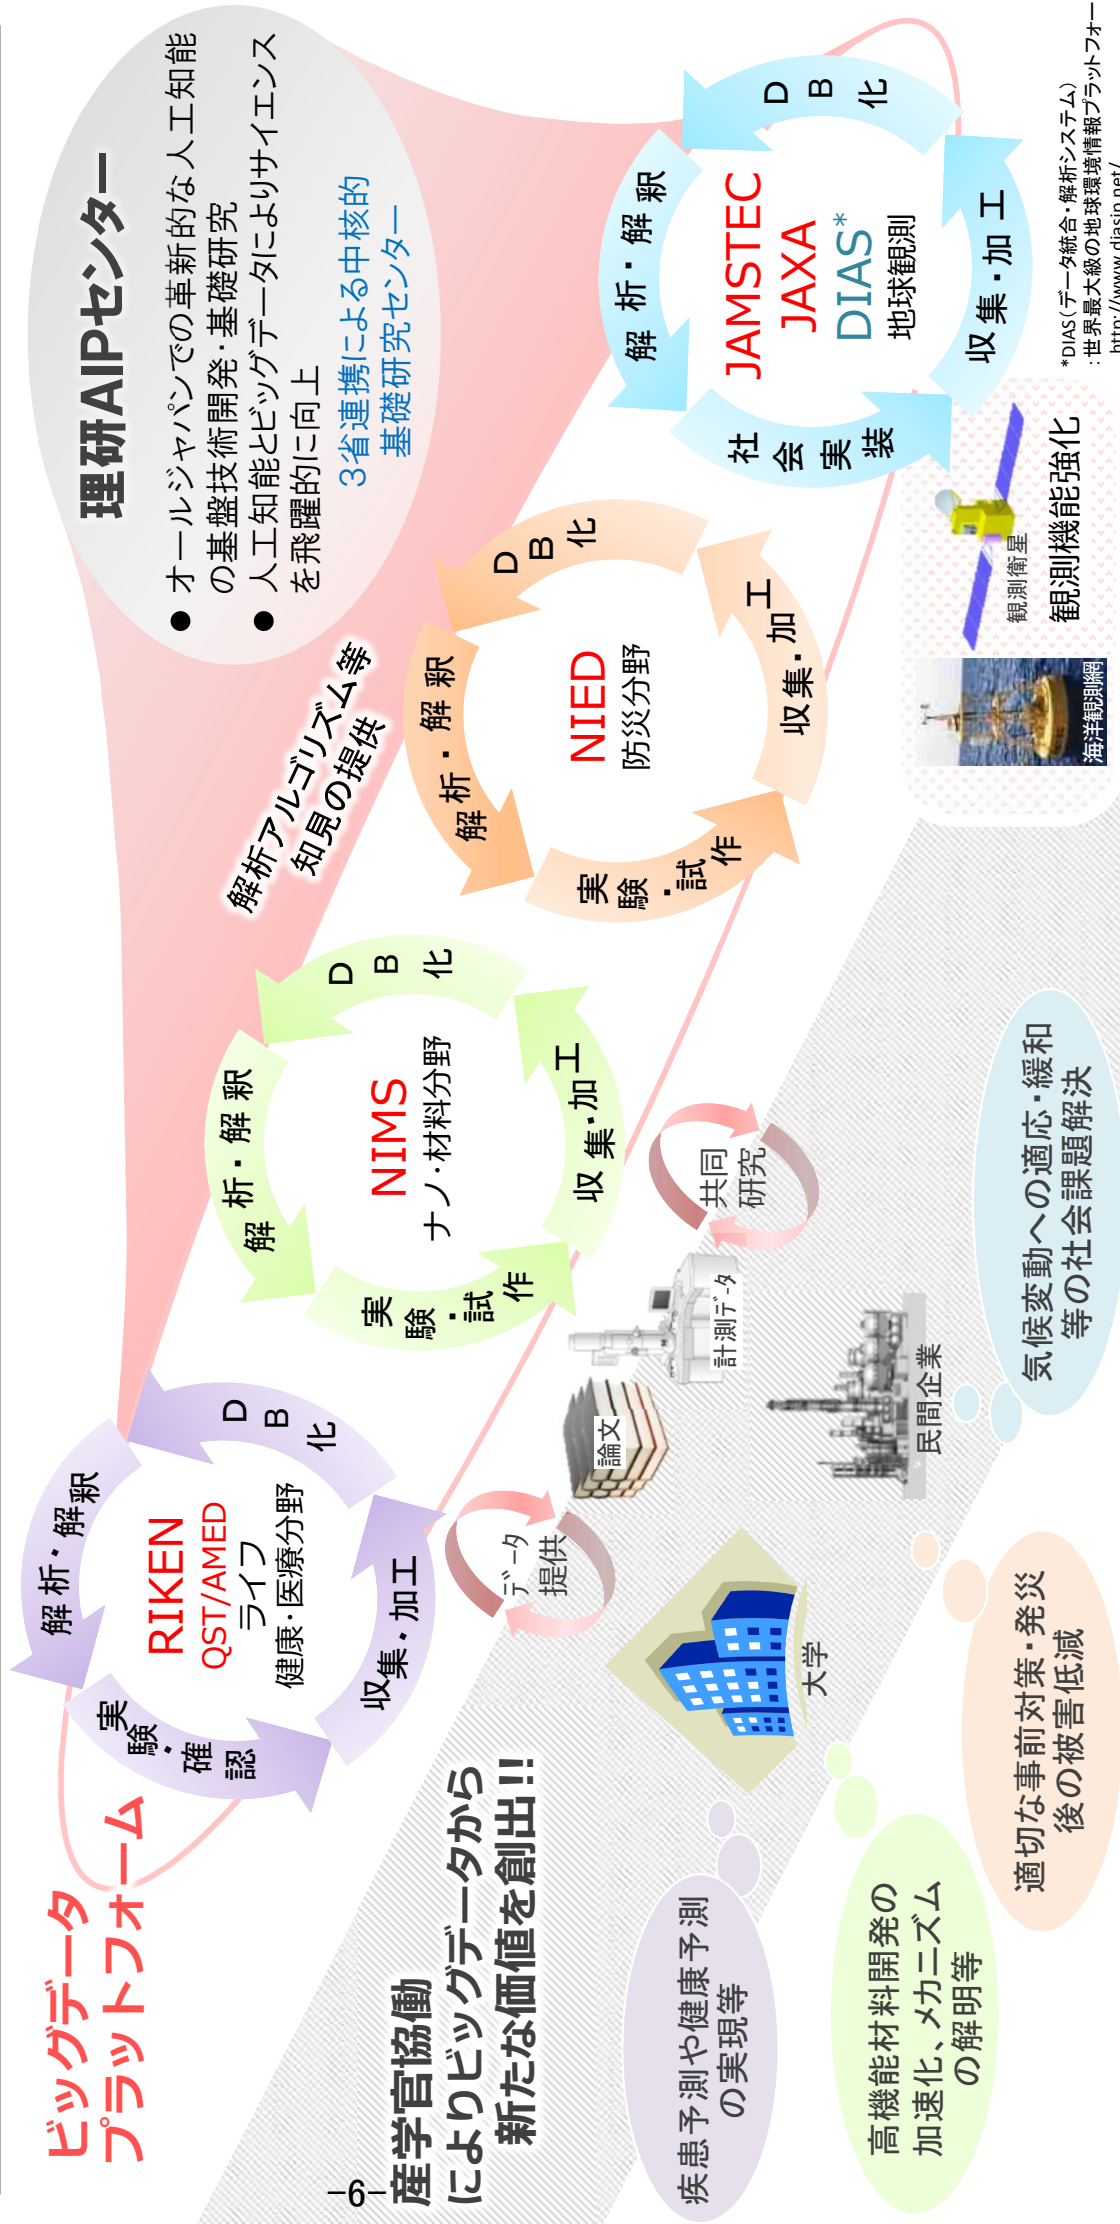 ビッグデータ
プラットフォーム
理研AIPセンター
● オールジャパンでの革新的な人工知能
の基盤技術開発・基礎研究
● 人工知能とビッグデータによりサイエンス
を飛躍的に向上
3省連携による中核的
基礎研究センター
解析アルゴリズム等
知見の提供
解析・解釈
DB化
収集・加工
実験・確認
RIKEN
QST/AMED
ライフ
健康・医療分野
解析・解釈
DB化
収集・加工
実験・試作
NIMS
ナノ・材料分野
解析・解釈
DB化
収集・加工
実験・試作
NIED
防災分野
解析・解釈
DB化
収集・加工
社会実装
JAMSTEC
JAXA
DIAS*
地球観測
産学官協働
によりビッグデータから
新たな価値を創出!!
データ
提供
論文
計測データ
共同
研究
大学
民間企業
海洋観測網
観測衛星
観測機能強化
*DIAS(データ統合・解析システム)
:世界最大級の地球環境情報プラットフォー
http://www.diasjp.net/
疾患予測や健康予測
の実現等
高機能材料開発の
加速化、メカニズム
の解明等
適切な事前対策・発災
後の被害低減
気候変動への適応・緩和
等の社会課題解決
-6-